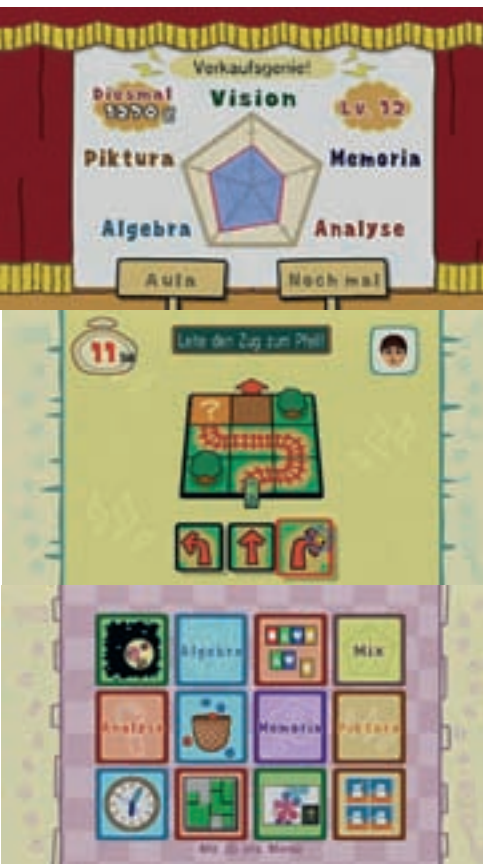 Verkaufsgenie!
Diesmal
Vision
Lv. 12
1270 g
Piktura
Memoria
Algebra
Analyse
Aula
Noch mal
11
Leite den Zug zum Pfeil!
?
Algebra
Mix
Analyse
Memoria
Piktura